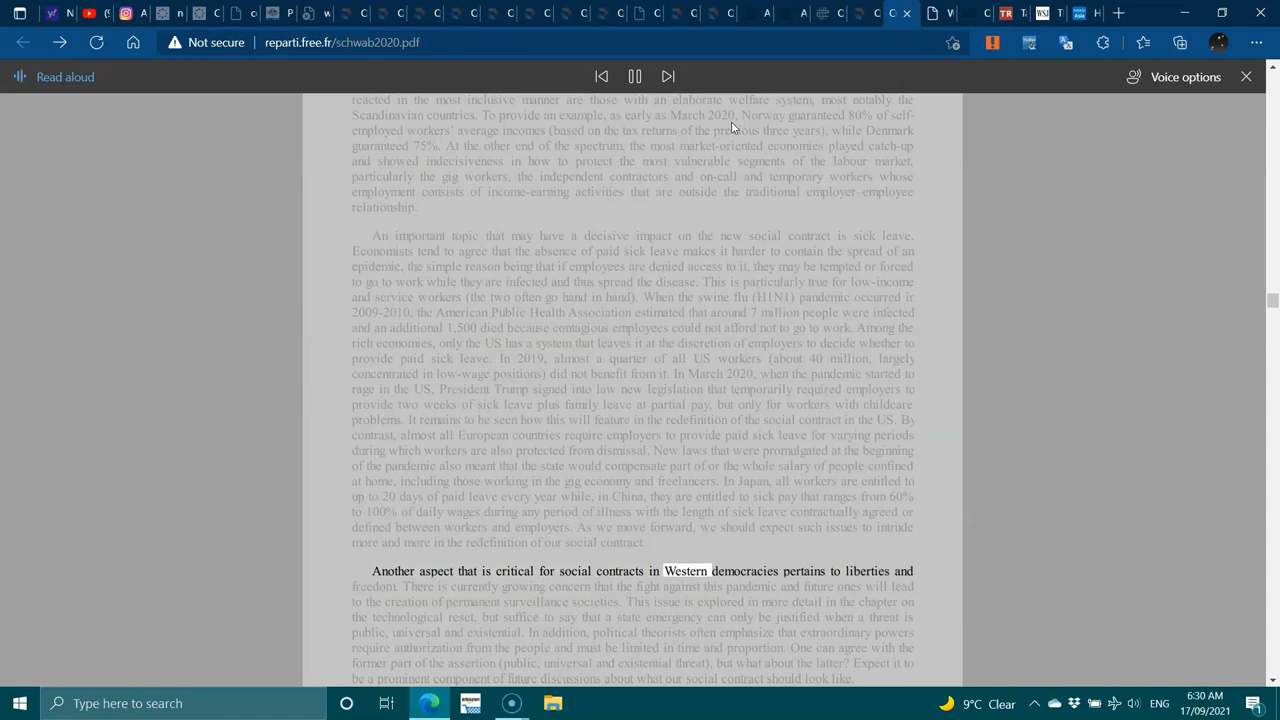 Not secure
reparti.free.fr/schwab2020.pdf
Read aloud
Voice options
reacted in the most inclusive manner are those with an elaborate welfare system, most notably the
Scandinavian countries. To provide an example, as early as March 2020, Norway guaranteed 80% of self-
employed workers' average incomes (based on the tax returns of the previous three years), while Denmark
guaranteed 75%. At the other end of the spectrum, the most market-oriented economies played catch-up
and showed indecisiveness in how to protect the most vulnerable segments of the labour market,
particularly the gig workers, the independent contractors and on-call and temporary workers whose
employment consists of income-earning activities that are outside the traditional employer–employee
relationship.
An important topic that may have a decisive impact on the new social contract is sick leave.
Economists tend to agree that the absence of paid sick leave makes it harder to contain the spread of an
epidemic, the simple reason being that if employees are denied access to it, they may be tempted or forced
to go to work while they are infected and thus spread the disease. This is particularly true for low-income
and service workers (the two often go hand in hand). When the swine flu (H1N1) pandemic occurred in
2009-2010, the American Public Health Association estimated that around 7 million people were infected
and an additional 1,500 died because contagious employees could not afford not to go to work. Among the
rich economies, only the US has a system that leaves it at the discretion of employers to decide whether to
provide paid sick leave. In 2019, almost a quarter of all US workers (about 40 million, largely
concentrated in low-wage positions) did not benefit from it. In March 2020, when the pandemic started to
rage in the US, President Trump signed into law new legislation that temporarily required employers to
provide two weeks of sick leave plus family leave at partial pay, but only for workers with childcare
problems. It remains to be seen how this will feature in the redefinition of the social contract in the US. By
contrast, almost all European countries require employers to provide paid sick leave for varying periods
during which workers are also protected from dismissal. New laws that were promulgated at the beginning
of the pandemic also meant that the state would compensate part of or the whole salary of people confined
at home, including those working in the gig economy and freelancers. In Japan, all workers are entitled to
up to 20 days of paid leave every year while, in China, they are entitled to sick pay that ranges from 60%
to 100% of daily wages during any period of illness with the length of sick leave contractually agreed or
defined between workers and employers. As we move forward, we should expect such issues to intrude
more and more in the redefinition of our social contract.
Another aspect that is critical for social contracts in Western democracies pertains to liberties and
freedom. There is currently growing concern that the fight against this pandemic and future ones will lead
to the creation of permanent surveillance societies. This issue is explored in more detail in the chapter on
the technological reset, but suffice to say that a state emergency can only be justified when a threat is
public, universal and existential. In addition, political theorists often emphasize that extraordinary powers
require authorization from the people and must be limited in time and proportion. One can agree with the
former part of the assertion (public, universal and existential threat), but what about the latter? Expect it to
be a prominent component of future discussions about what our social contract should look like.
Type here to search
amazon
9°C Clear
ENG
6:30 AM
17/09/2021